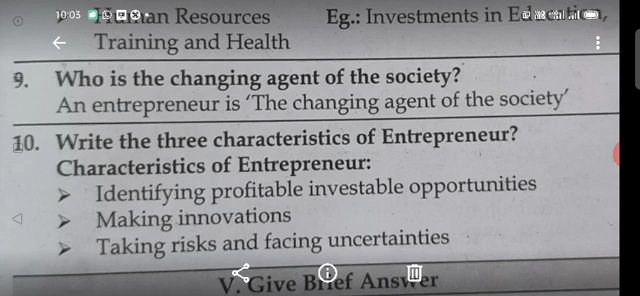 10:03
Human Resources Eg.: Investments in Education,
Training and Health
9. Who is the changing agent of the society?
An entrepreneur is ‘The changing agent of the society’
10. Write the three characteristics of Entrepreneur?
Characteristics of Entrepreneur:
➤ Identifying profitable investable opportunities
➤ Making innovations
➤ Taking risks and facing uncertainties
V. Give Brief Answer